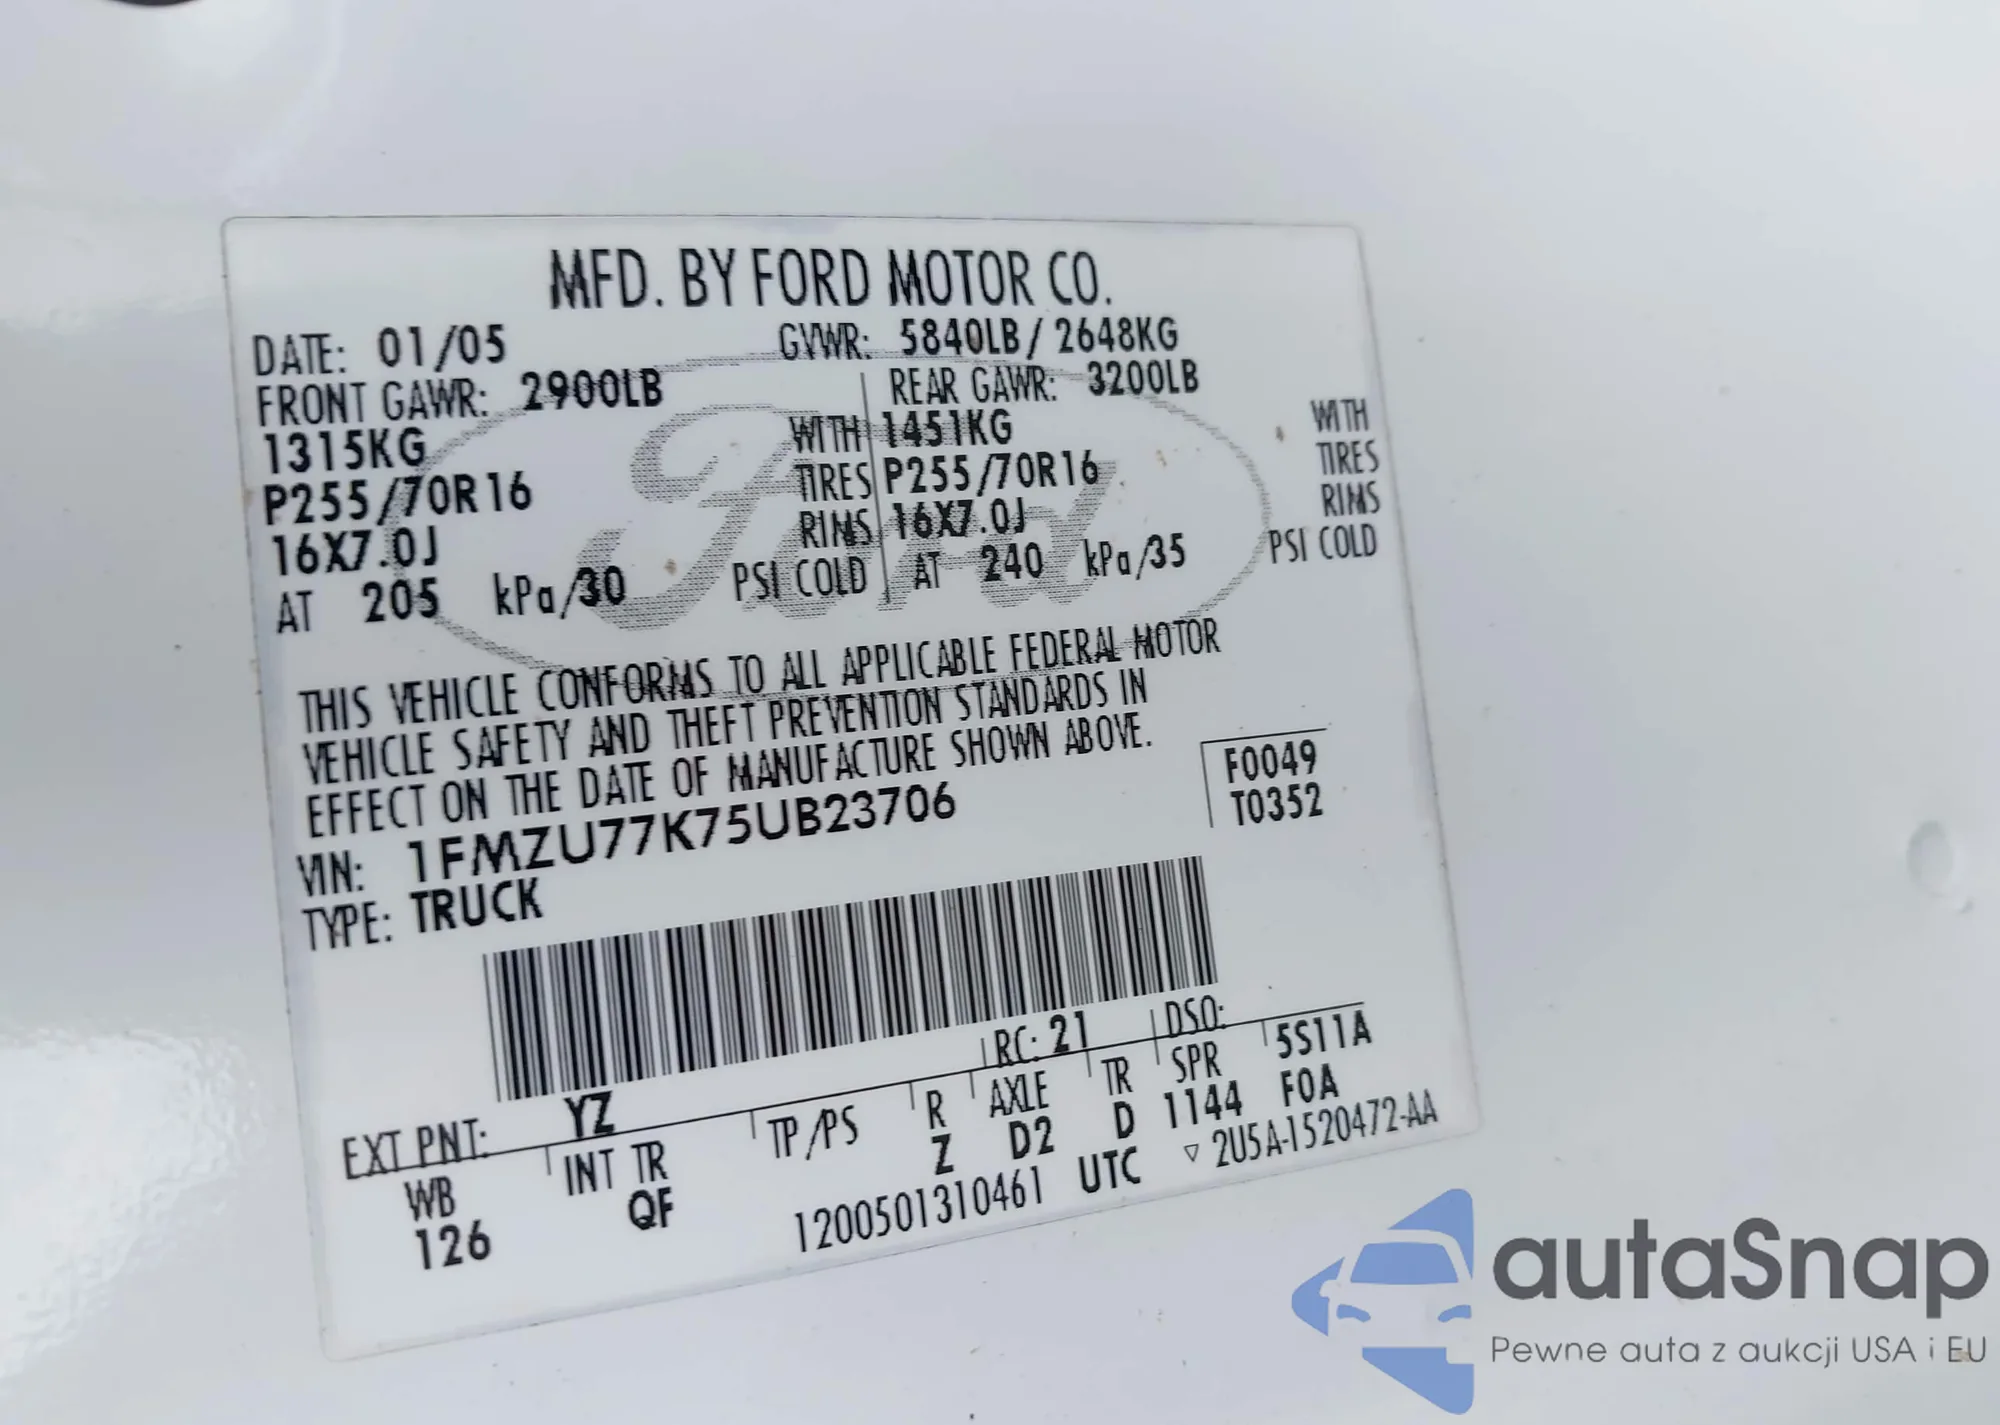 MFD. BY FORD MOTOR CO.
DATE: 01/05 GVWR: 5840LB / 2648KG
FRONT GAWR: 2900LB REAR GAWR: 3200LB
1315KG WITH 1451KG WITH
P255/70R16 TIRES P255/70R16 TIRES
16X7.0J RIMS 16X7.0J RIMS
AT 205 kPa/30 PSI COLD AT 240 kPa/35 PSI COLD
Ford
THIS VEHICLE CONFORMS TO ALL APPLICABLE FEDERAL MOTOR
VEHICLE SAFETY AND THEFT PREVENTION STANDARDS IN
EFFECT ON THE DATE OF MANUFACTURE SHOWN ABOVE.
F0049
T0352
VIN: 1FMZU77K75UB23706
TYPE: TRUCK
EXT PNT: YZ RC: 21 DSO:
WB INT TR TP/PS R AXLE TR SPR 5S11A
126 QF Z D2 D 1144 F0A
1200501310461 UTC ▽ 2U5A-1520472-AA
autaSnap
Pewne auta z aukcji USA i EU